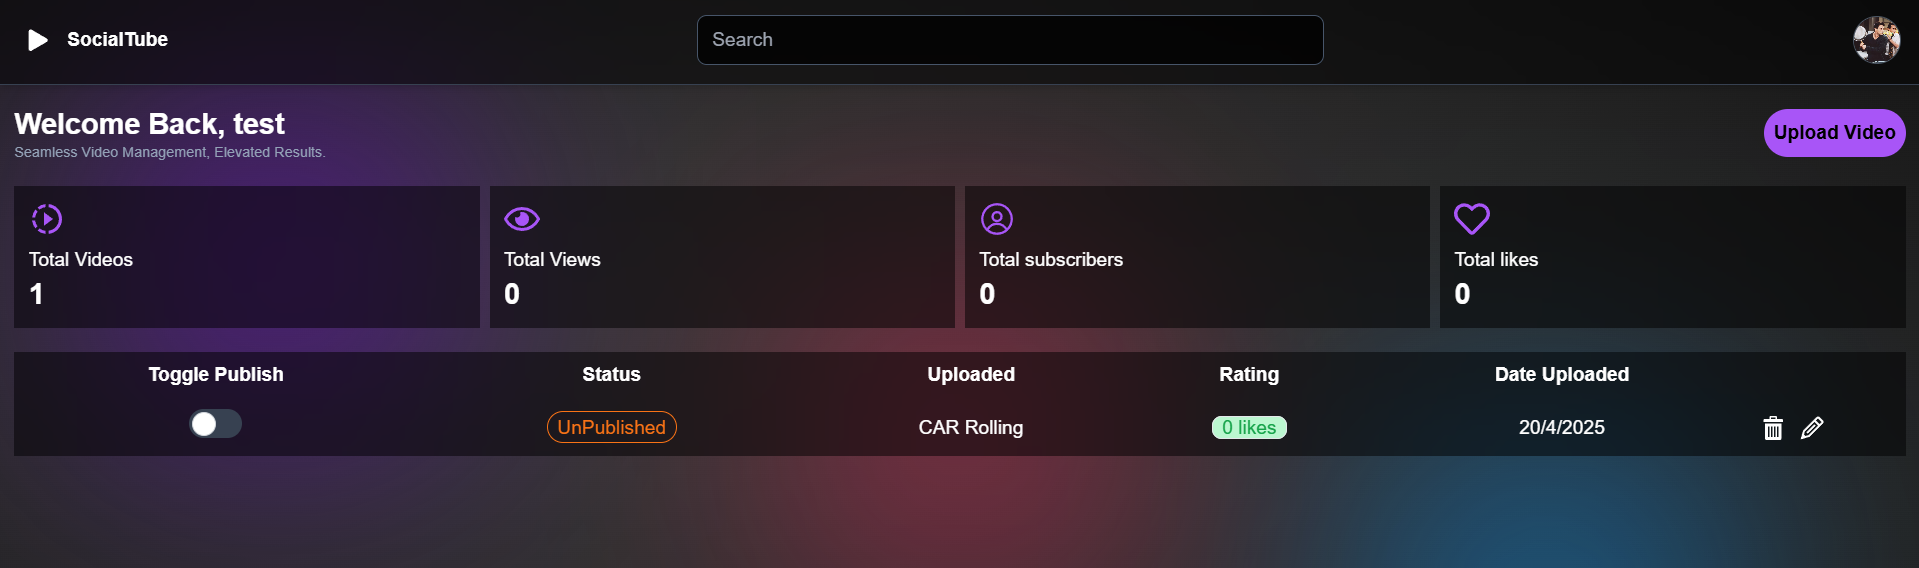 SocialTube
Search
Welcome Back, test
Seamless Video Management, Elevated Results.
Upload Video
Total Videos
1
Total Views
0
Total subscribers
0
Total likes
0
Toggle Publish Status Uploaded Rating Date Uploaded
UnPublished CAR Rolling 0 likes 20/4/2025